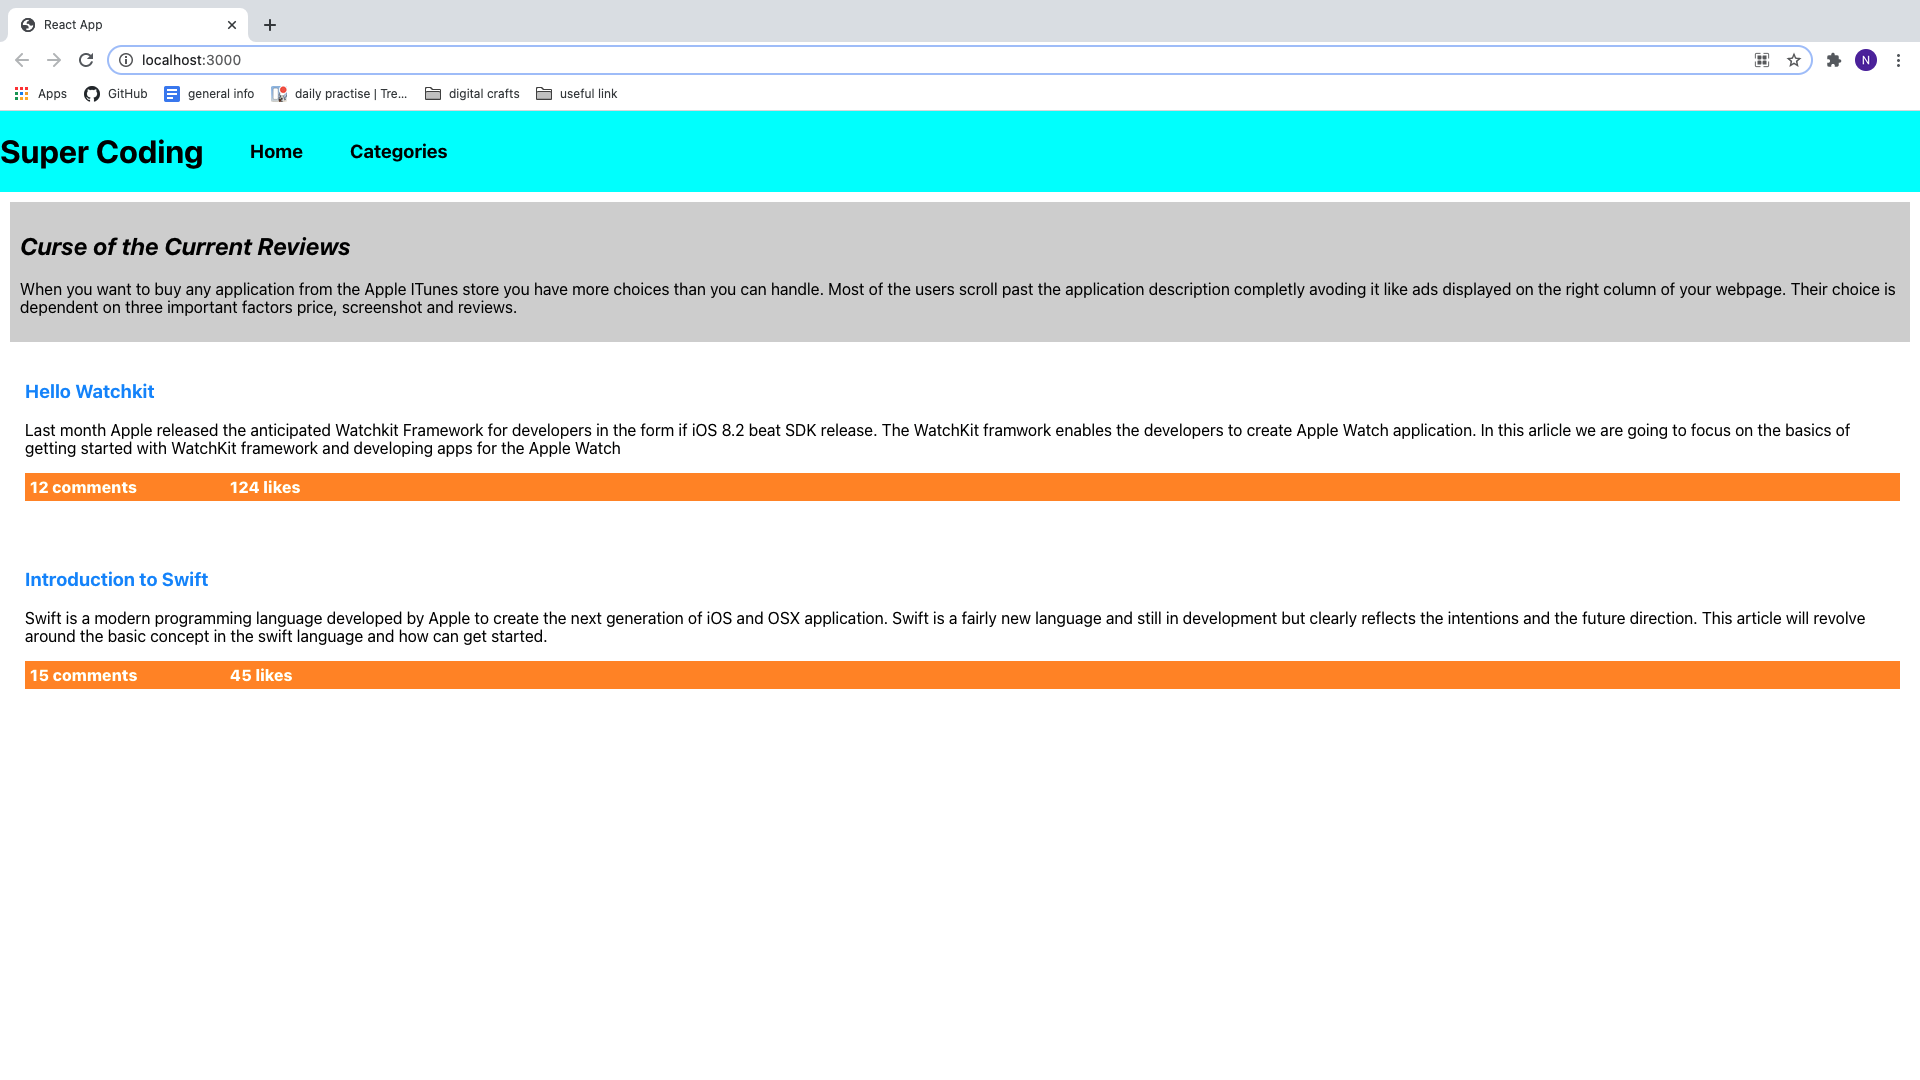 React App
localhost:3000
N
Apps GitHub general info daily practise | Tre... digital crafts useful link
Super Coding Home Categories
Curse of the Current Reviews
When you want to buy any application from the Apple ITunes store you have more choices than you can handle. Most of the users scroll past the application description completly avoding it like ads displayed on the right column of your webpage. Their choice is
dependent on three important factors price, screenshot and reviews.
Hello Watchkit
Last month Apple released the anticipated Watchkit Framework for developers in the form if iOS 8.2 beat SDK release. The WatchKit framwork enables the developers to create Apple Watch application. In this arlicle we are going to focus on the basics of
getting started with WatchKit framework and developing apps for the Apple Watch
12 comments 124 likes
Introduction to Swift
Swift is a modern programming language developed by Apple to create the next generation of iOS and OSX application. Swift is a fairly new language and still in development but clearly reflects the intentions and the future direction. This article will revolve
around the basic concept in the swift language and how can get started.
15 comments 45 likes